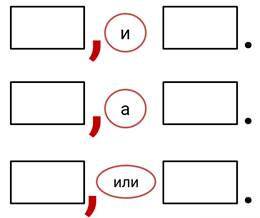 , и .
, а .
, или .